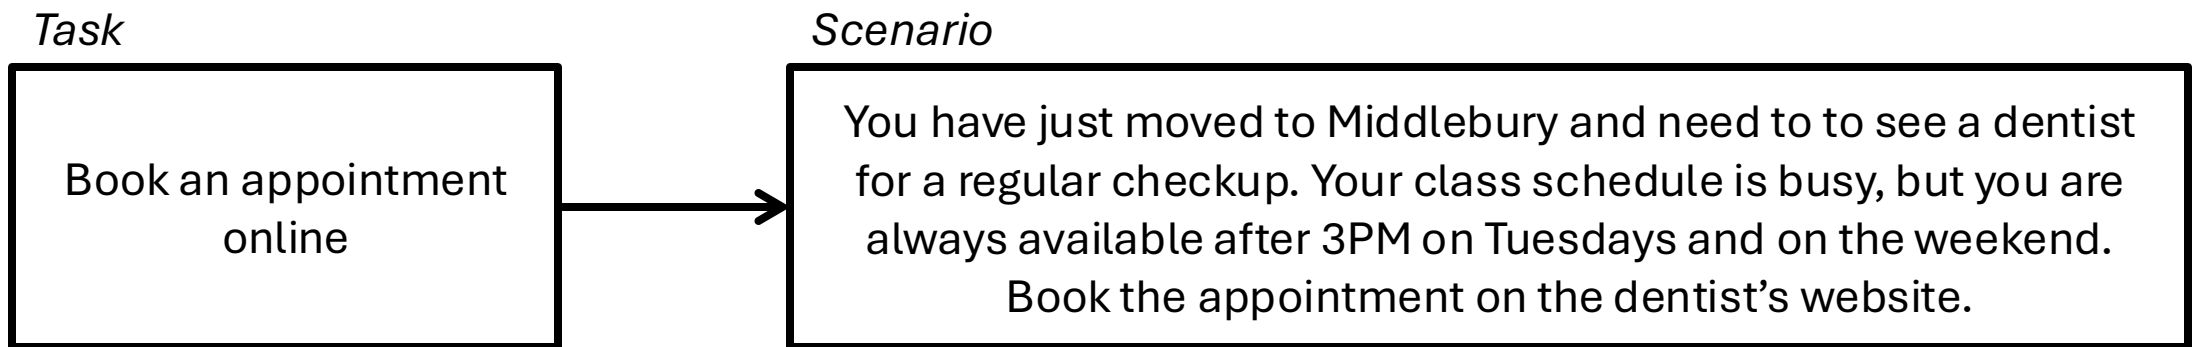 Task
Scenario
Book an appointment
online
You have just moved to Middlebury and need to to see a dentist
for a regular checkup. Your class schedule is busy, but you are
always available after 3PM on Tuesdays and on the weekend.
Book the appointment on the dentist’s website.